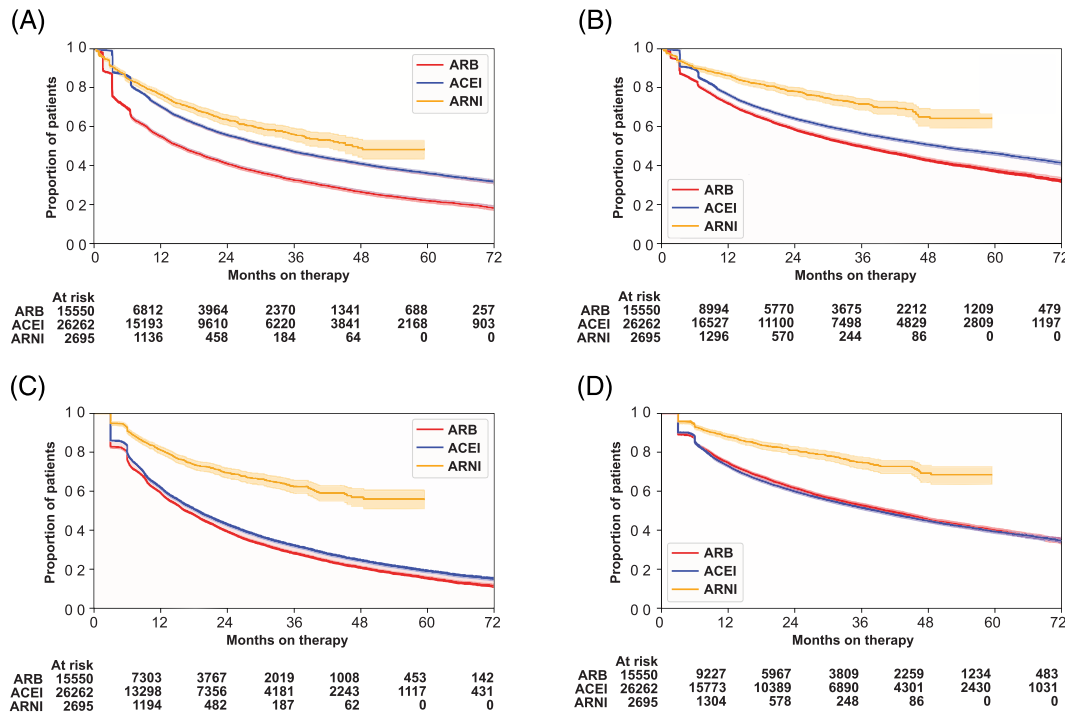 (A)
1 0
0 8
0 6
0 4
0 2
0 0
Proportion of patients
ARB
ACEI
ARNI
0 12 24 36 48 60 72
Months on therapy
At risk
ARB 15550 6812 3964 2370 1341 688 257
ACEI 26262 15193 9610 6220 3841 2168 903
ARNI 2695 1136 458 184 64 0 0
(B)
1 0
0 8
0 6
0 4
0 2
0 0
Proportion of patients
ARB
ACEI
ARNI
0 12 24 36 48 60 72
Months on therapy
At risk
ARB 15550 8994 5770 3675 2212 1209 479
ACEI 26262 16527 11100 7498 4829 2809 1197
ARNI 2695 1296 570 244 86 0 0
(C)
1 0
0 8
0 6
0 4
0 2
0 0
Proportion of patients
ARB
ACEI
ARNI
0 12 24 36 48 60 72
Months on therapy
At risk
ARB 15550 7303 3767 2019 1008 453 142
ACEI 26262 13298 7356 4181 2243 1117 431
ARNI 2695 1194 482 187 62 0 0
(D)
1 0
0 8
0 6
0 4
0 2
0 0
Proportion of patients
ARB
ACEI
ARNI
0 12 24 36 48 60 72
Months on therapy
At risk
ARB 15550 9227 5967 3809 2259 1234 483
ACEI 26262 15773 10389 6890 4301 2430 1031
ARNI 2695 1304 578 248 86 0 0